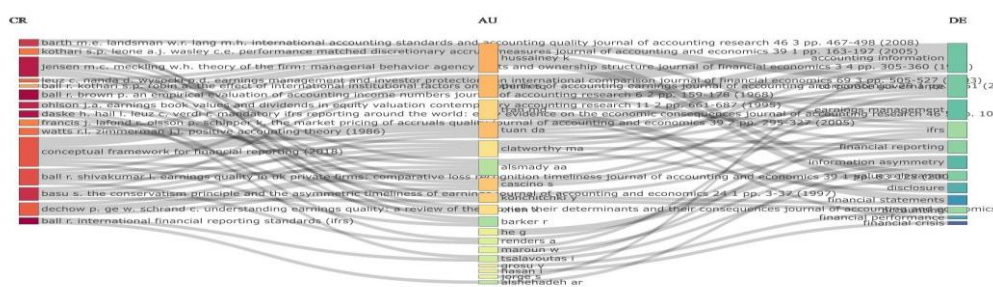 CR
AU
DE
barth m.e. landsman w.r. lang m.h. international accounting standards and accounting quality journal of accounting research 46 3 pp. 467-498 (2008)
kothari s.p. leone a.j. wasley c.e. performance matched discretionary accrual measures journal of accounting and economics 39 1 pp. 163-197 (2005)
jensen m.c. meckling w.h. theory of the firm: managerial behavior agency costs and ownership structure journal of financial economics 3 4 pp. 305-360
leuz c. nanda d. wysocki p.d. earnings management and investor protection: an international comparison journal of financial economics 69 3 pp. 505-527
ball r. kothari s.p. robin a. the effect of international institutional factors on properties of accounting earnings journal of accounting and economics
ball r. brown p. an empirical evaluation of accounting income numbers journal of accounting research 6 2 pp. 159-178 (1968)
ohlson j.a. earnings book values and dividends in equity valuation contemporary accounting research 11 2 pp. 661-687 (1995)
daske h. hail l. leuz c. verdi r. mandatory ifrs reporting around the world: early evidence on the economic consequences journal of accounting research 46
francis j. lafond r. olsson p. schipper k. the market pricing of accruals quality journal of accounting and economics 39 2 pp. 295-327 (2005)
watts r.l. zimmerman j.l. positive accounting theory (1986)
conceptual framework for financial reporting (2018)
ball r. shivakumar l. earnings quality in uk private firms: comparative loss recognition timeliness journal of accounting and economics 39 1 pp. 83-128
basu s. the conservatism principle and the asymmetric timeliness of earnings journal of accounting and economics 24 1 pp. 3-37 (1997)
dechow p. ge w. schrand c. understanding earnings quality: a review of the proxies their determinants and their consequences journal of accounting and economics
ball r. international financial reporting standards (ifrs)
hussainey k
tuan da
clatworthy ma
alsmady aa
cascino s
konchitchki y
chen c
barker r
he g
renders a
maroun w
tsalavoutas i
grosu v
hasan i
jorge s
alshehadeh ar
accounting information
corporate governance
earnings management
ifrs
financial reporting
information asymmetry
disclosure
financial statements
financial performance
financial crisis